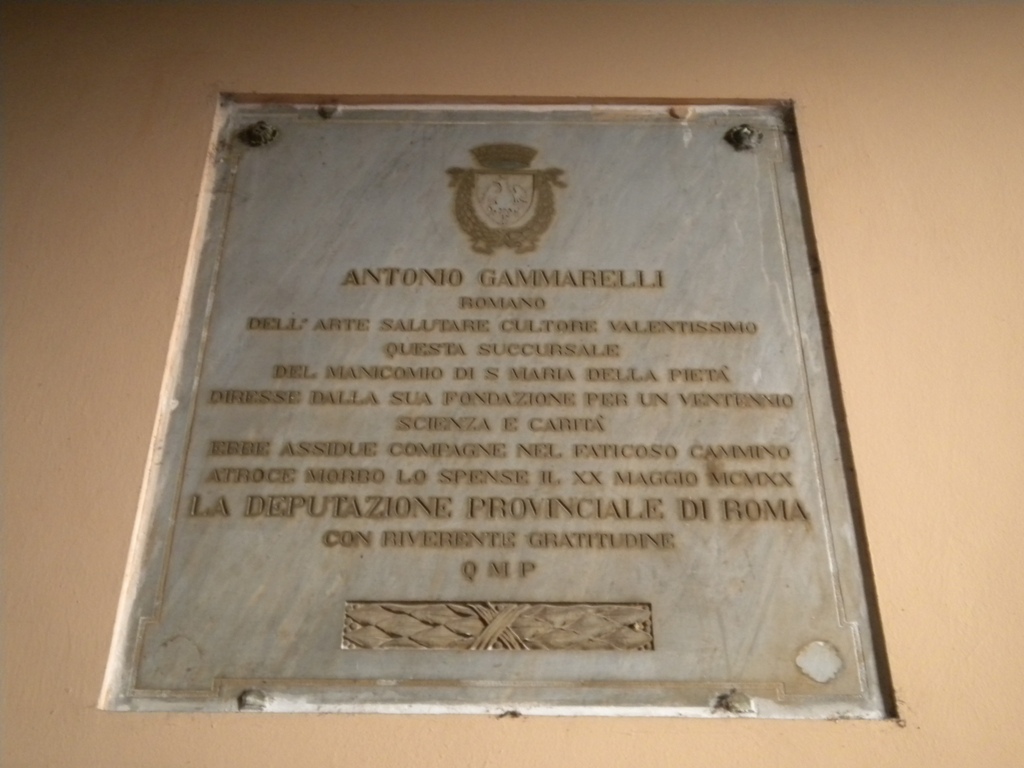 ANTONIO GAMMARELLI
ROMANO
DELL' ARTE SALUTARE CULTORE VALENTISSIMO
QUESTA SUCCURSALE
DEL MANICOMIO DI S MARIA DELLA PIETÁ
DIRESSE DALLA SUA FONDAZIONE PER UN VENTENNIO
SCIENZA E CARITÁ
EBBE ASSIDUE COMPAGNE NEL FATICOSO CAMMINO
ATROCE MORBO LO SPENSE IL XX MAGGIO MCMXX
LA DEPUTAZIONE PROVINCIALE DI ROMA
CON RIVERENTE GRATITUDINE
Q M P